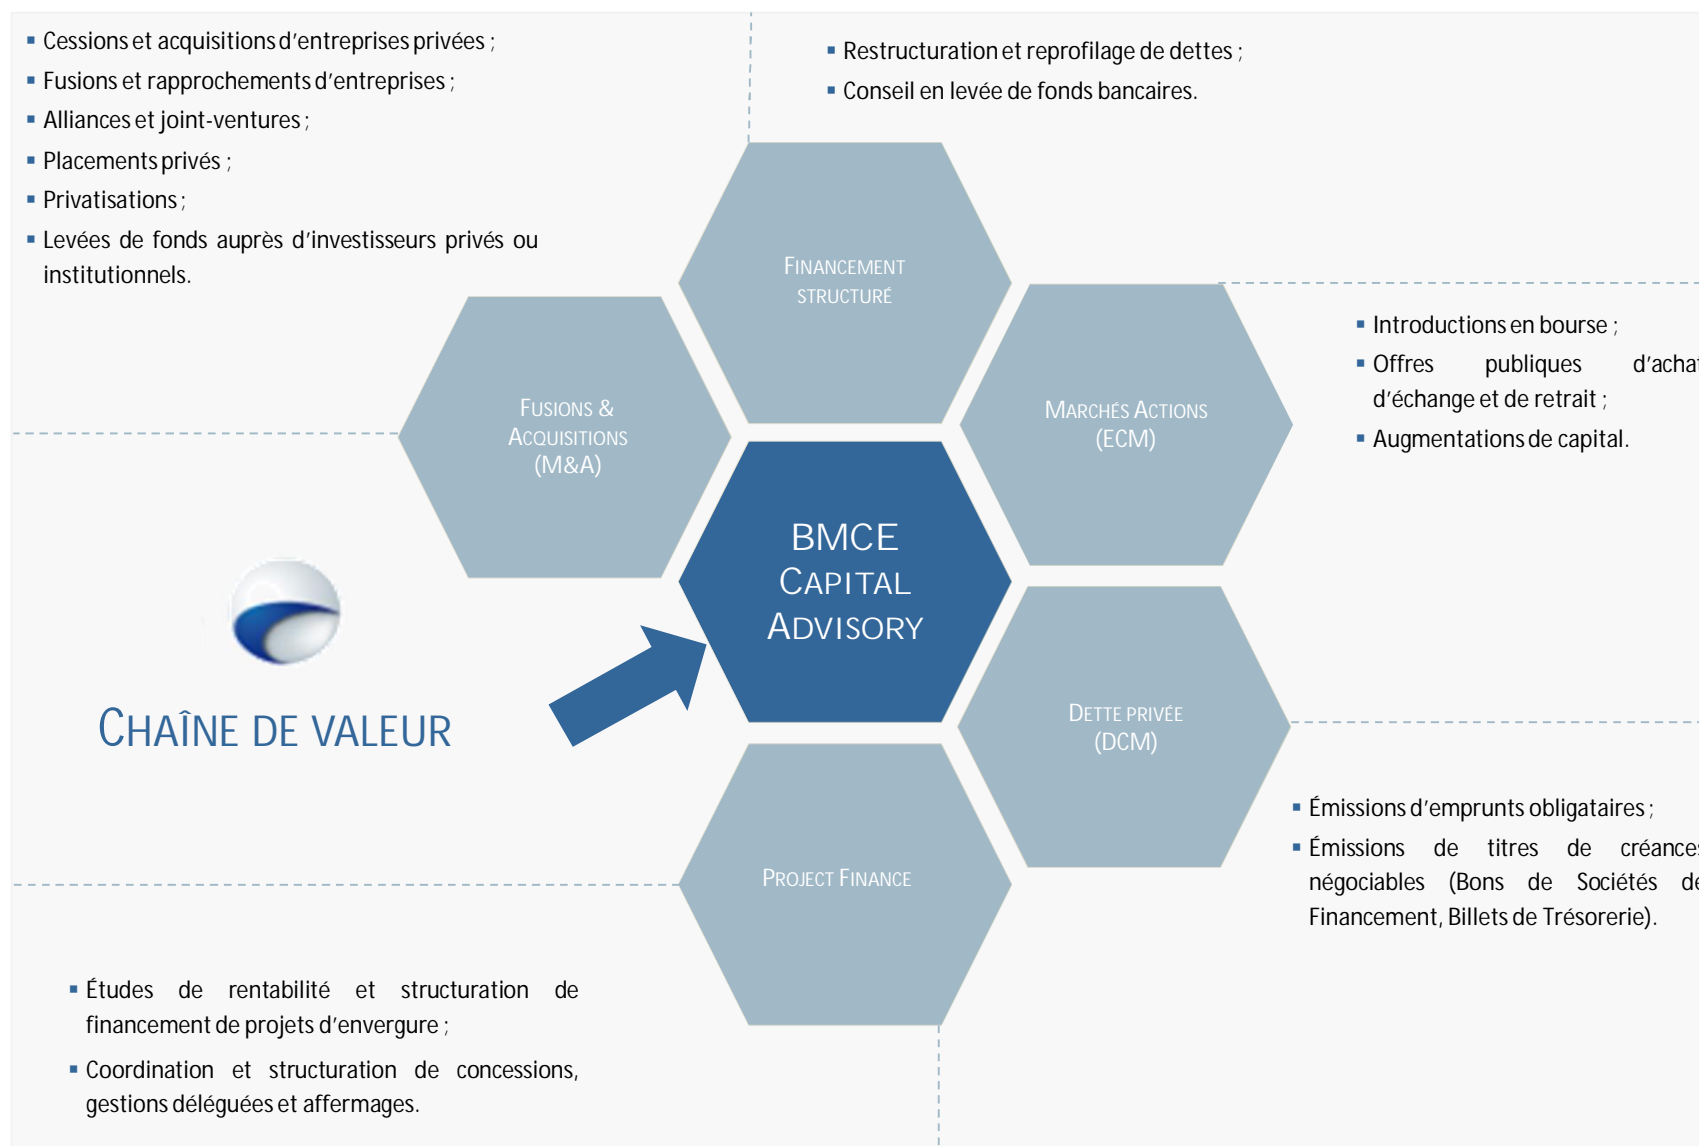 ▪ Cessions et acquisitions d'entreprises privées ;
▪ Fusions et rapprochements d'entreprises ;
▪ Alliances et joint-ventures ;
▪ Placements privés ;
▪ Privatisations ;
▪ Levées de fonds auprès d'investisseurs privés ou
institutionnels.
▪ Restructuration et reprofilage de dettes ;
▪ Conseil en levée de fonds bancaires.
FINANCEMENT
STRUCTURÉ
▪ Introductions en bourse ;
▪ Offres publiques d'achat
d'échange et de retrait ;
▪ Augmentations de capital.
FUSIONS &
ACQUISITIONS
(M&A)
MARCHÉS ACTIONS
(ECM)
BMCE
CAPITAL
ADVISORY
CHAÎNE DE VALEUR
DETTE PRIVÉE
(DCM)
▪ Émissions d'emprunts obligataires ;
▪ Émissions de titres de créances
négociables (Bons de Sociétés de
Financement, Billets de Trésorerie).
PROJECT FINANCE
▪ Études de rentabilité et structuration de
financement de projets d'envergure ;
▪ Coordination et structuration de concessions,
gestions déléguées et affermages.